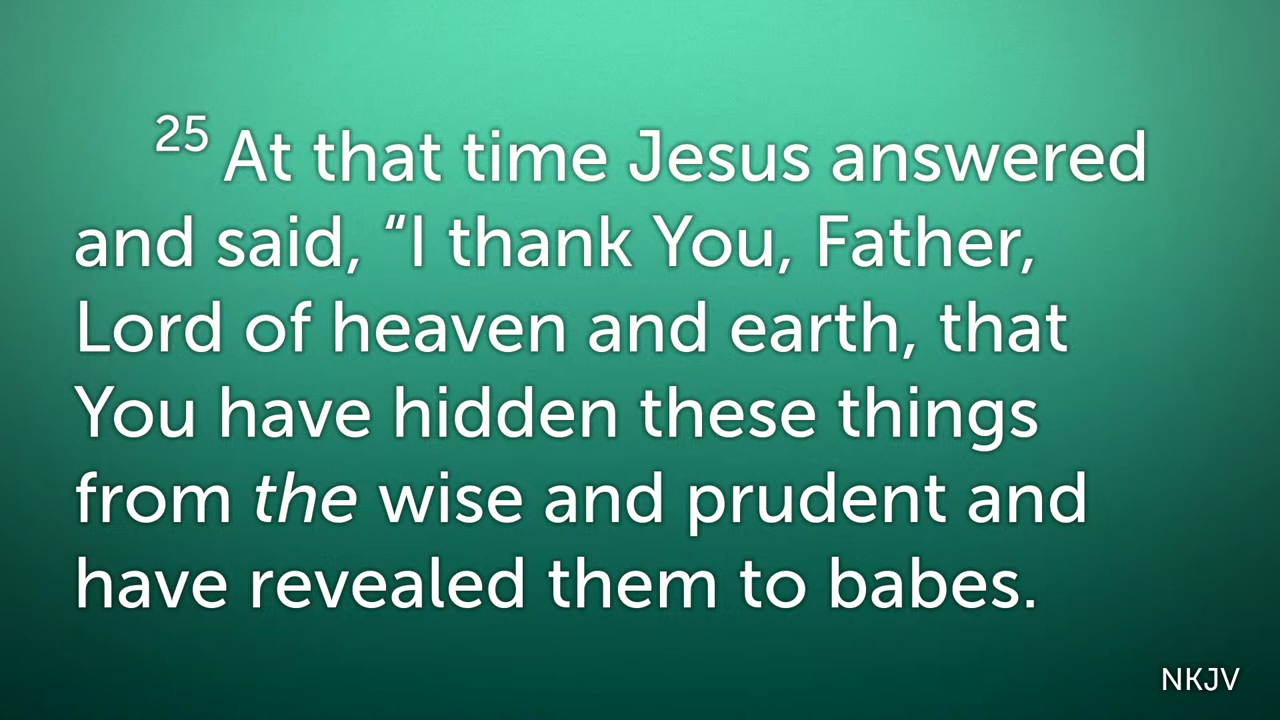 25 At that time Jesus answered
and said, “I thank You, Father,
Lord of heaven and earth, that
You have hidden these things
from the wise and prudent and
have revealed them to babes.
NKJV